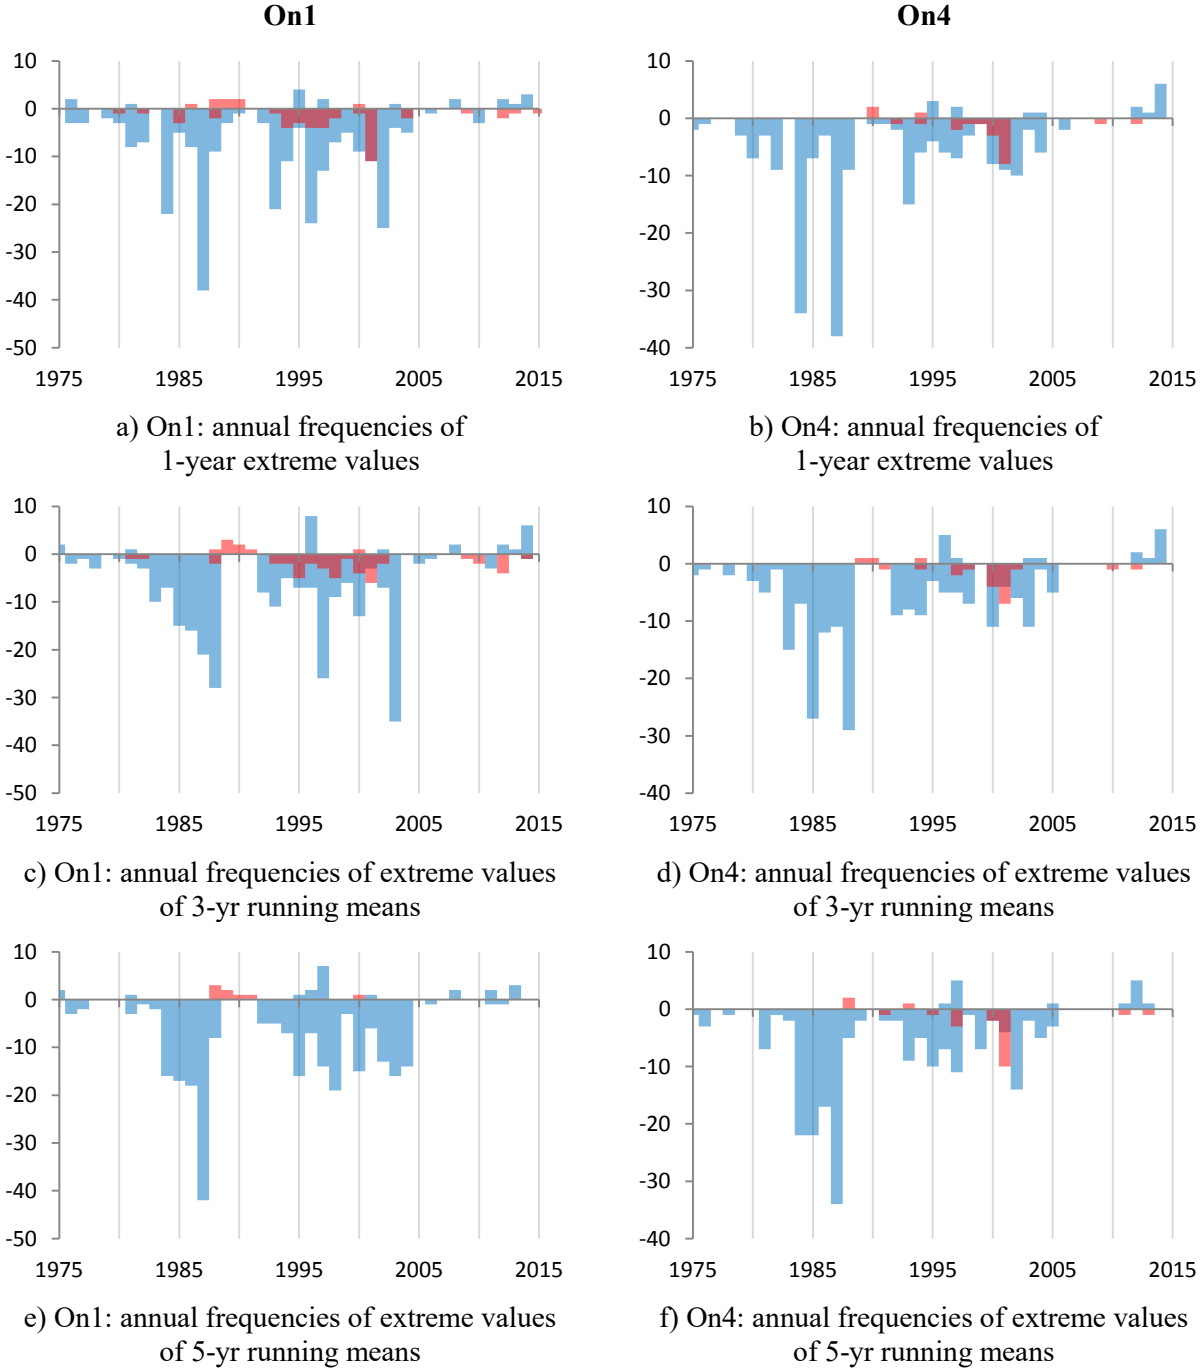 On1
On4
10
0
-10
-20
-30
-40
-50
1975 1985 1995 2005 2015
10
0
-10
-20
-30
-40
1975 1985 1995 2005 2015
a) On1: annual frequencies of
1-year extreme values
b) On4: annual frequencies of
1-year extreme values
10
0
-10
-20
-30
-40
-50
1975 1985 1995 2005 2015
10
0
-10
-20
-30
-40
1975 1985 1995 2005 2015
c) On1: annual frequencies of extreme values
of 3-yr running means
d) On4: annual frequencies of extreme values
of 3-yr running means
10
0
-10
-20
-30
-40
-50
1975 1985 1995 2005 2015
10
0
-10
-20
-30
-40
1975 1985 1995 2005 2015
e) On1: annual frequencies of extreme values
of 5-yr running means
f) On4: annual frequencies of extreme values
of 5-yr running means